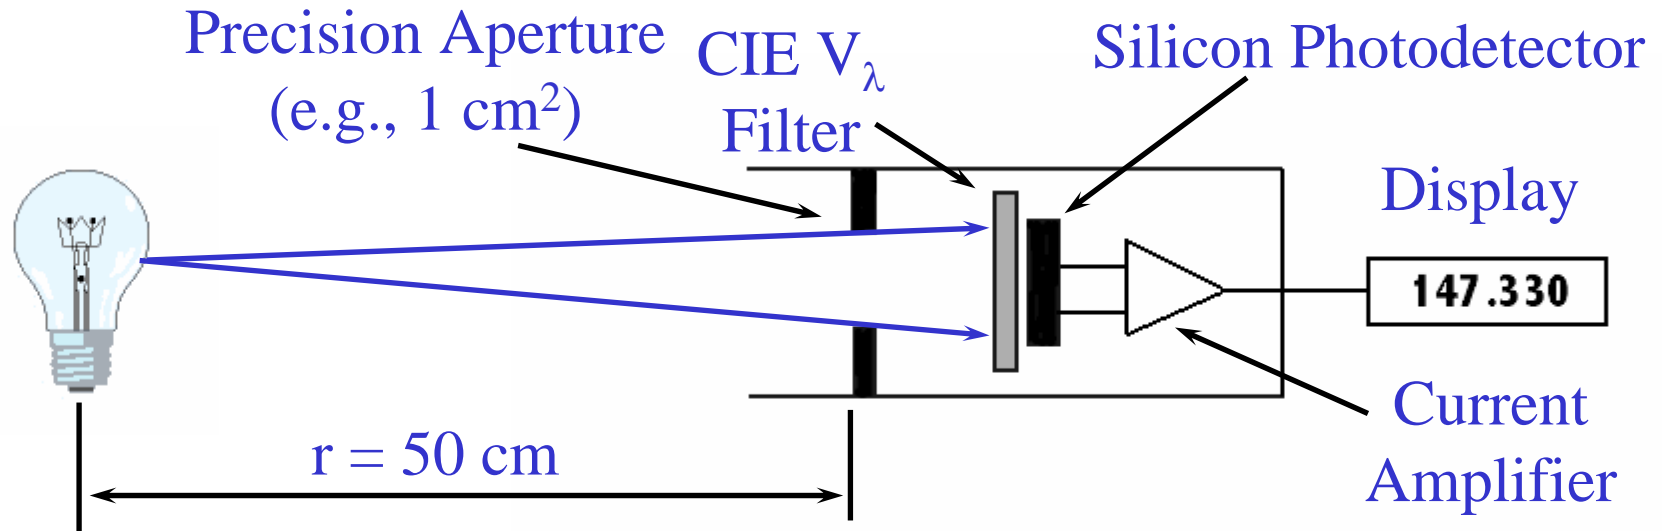 Precision Aperture
(e.g., 1 cm²)
CIE Vλ
Filter
Silicon Photodetector
Display
147.330
Current
Amplifier
r = 50 cm